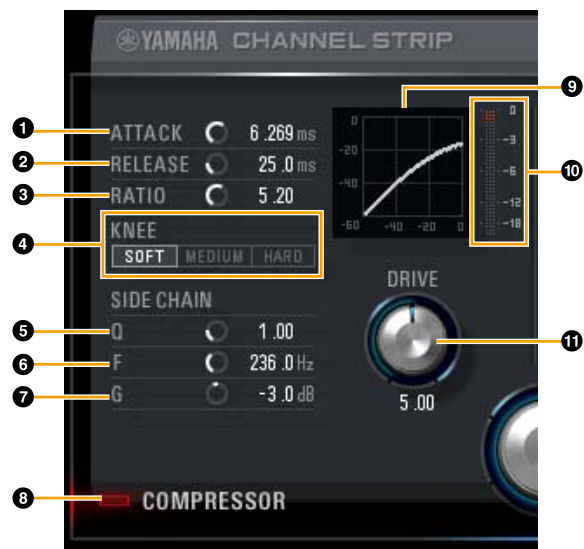 YAMAHA CHANNEL STRIP
9
1 ATTACK 6.269 ms
2 RELEASE 25.0 ms
3 RATIO 5.20
0
-20
-40
-60 -40 -20 0
0
-3
-6
-12
-18
10
4 KNEE
SOFT MEDIUM HARD
DRIVE
11
5.00
SIDE CHAIN
5 Q 1.00
6 F 236.0 Hz
7 G -3.0 dB
8 COMPRESSOR